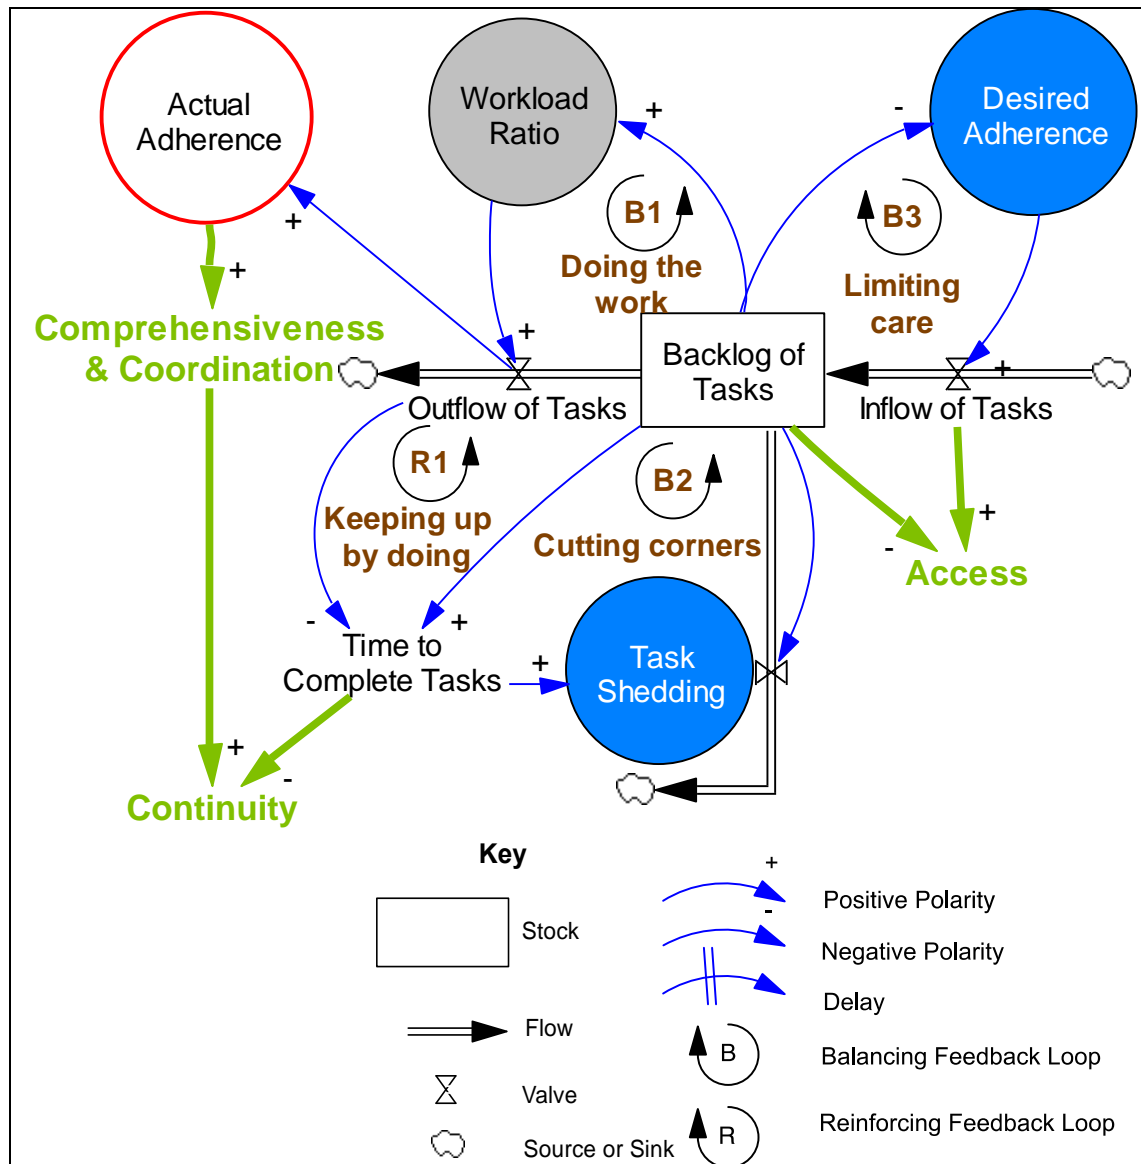 Actual
Adherence
Workload
Ratio
Desired
Adherence
+
-
+
B1
B3
+
Doing the
work
Limiting
care
Comprehensiveness
& Coordination
+
+
Backlog of
Tasks
+
Outflow of Tasks
Inflow of Tasks
R1
B2
Keeping up
by doing
Cutting corners
+
-
Access
-
+
Time to
Complete Tasks
+
Task
Shedding
+
-
Continuity
Key
Stock
+
Positive Polarity
-
Negative Polarity
Delay
Flow
B
Balancing Feedback Loop
Valve
R
Reinforcing Feedback Loop
Source or Sink